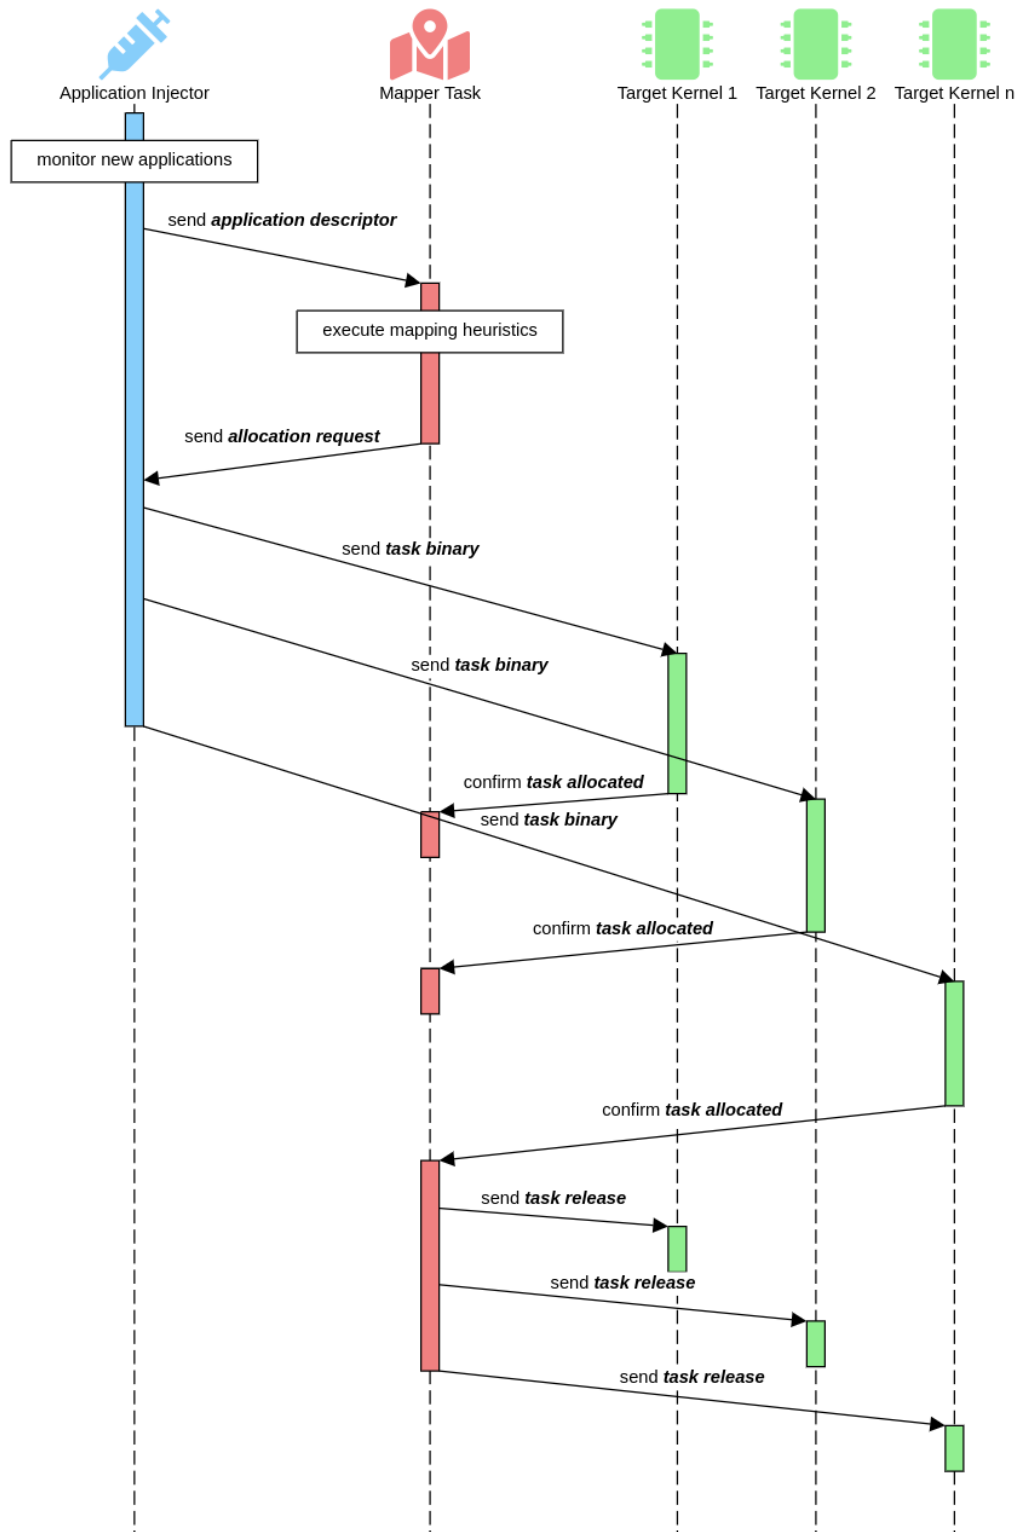 Application Injector
Mapper Task
Target Kernel 1
Target Kernel 2
Target Kernel n
monitor new applications
send application descriptor
execute mapping heuristics
send allocation request
send task binary
send task binary
confirm task allocated
send task binary
confirm task allocated
confirm task allocated
send task release
send task release
send task release